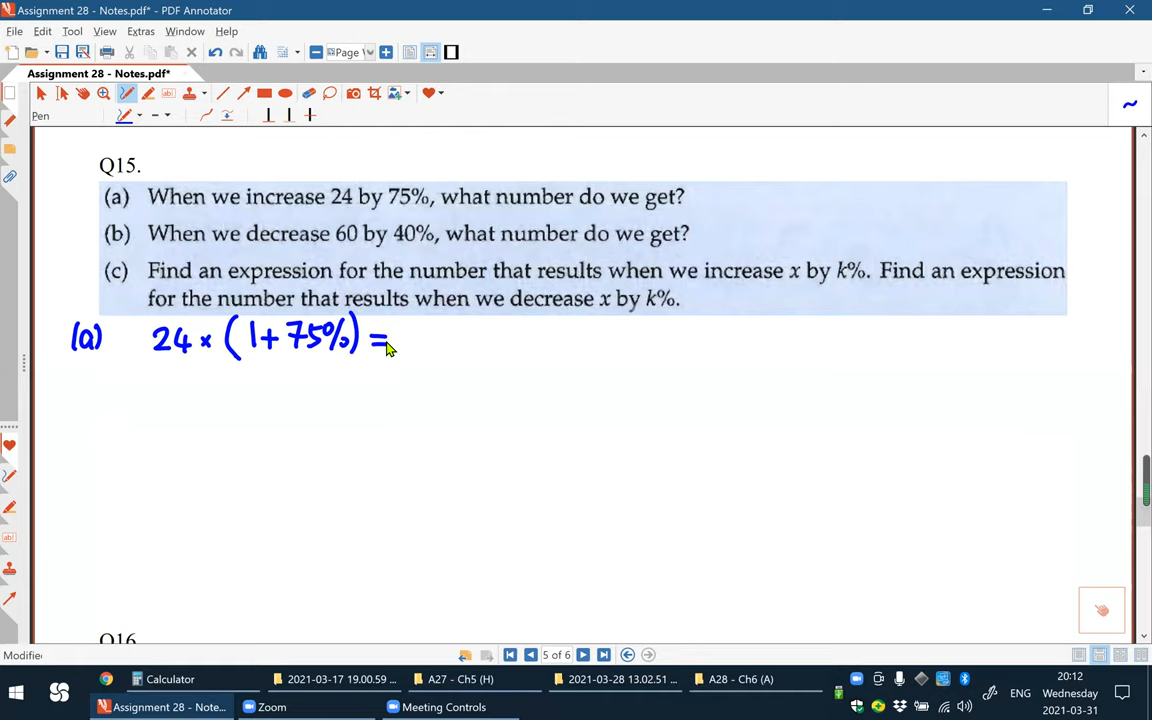 Assignment 28 - Notes.pdf* - PDF Annotator
File Edit Tool View Extras Window Help
Page
Assignment 28 - Notes.pdf*
Pen
Q15.
(a) When we increase 24 by 75%, what number do we get?
(b) When we decrease 60 by 40%, what number do we get?
(c) Find an expression for the number that results when we increase x by k%. Find an expression
for the number that results when we decrease x by k%.
(a) 24 × (1 + 75%) =
Q16.
Modified
5 of 6
Calculator
2021-03-17 19.00.59 ...
A27 - Ch5 (H)
2021-03-28 13.02.51 ...
A28 - Ch6 (A)
Assignment 28 - Note...
Zoom
Meeting Controls
ENG
20:12
Wednesday
2021-03-31